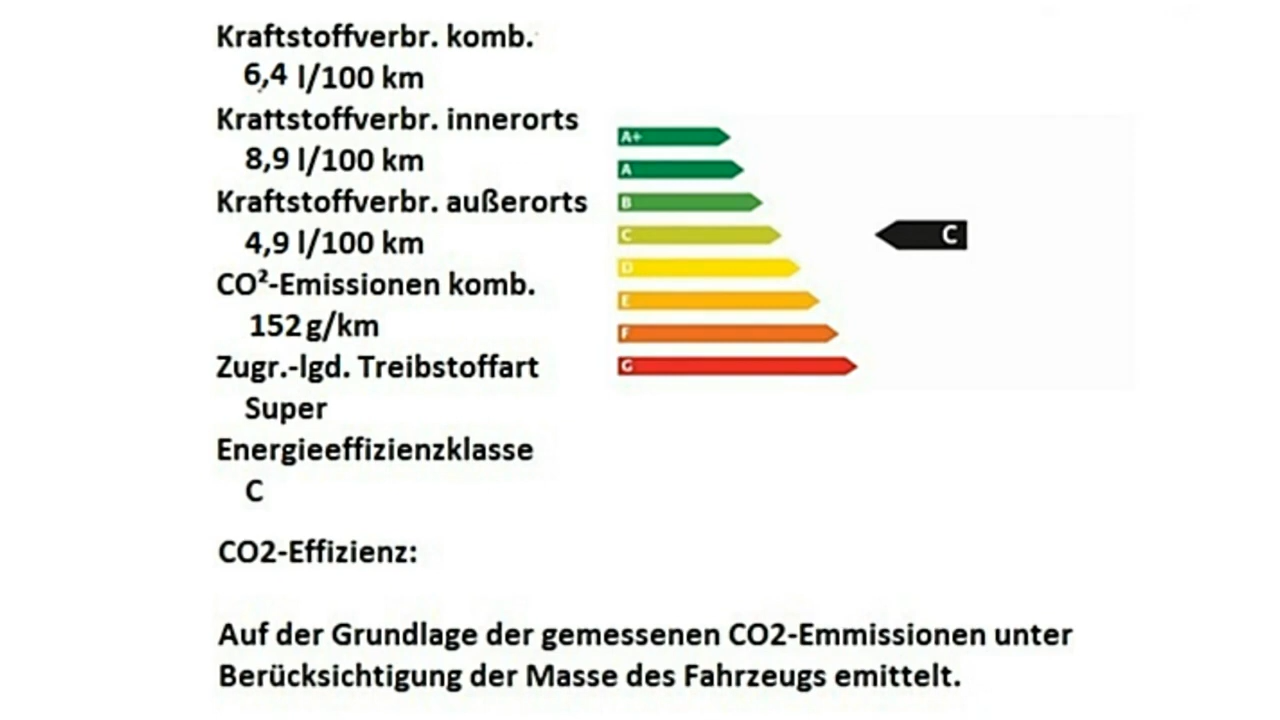 Kraftstoffverbr. komb.
6,4 l/100 km
Krattstoffverbr. innerorts
8,9 l/100 km
Kraftstoffverbr. außerorts
4,9 l/100 km
CO²-Emissionen komb.
152 g/km
Zugr.-lgd. Treibstoffart
Super
Energieeffizienzklasse
C
A+
A
B
C
D
E
F
G
C
CO2-Effizienz:
Auf der Grundlage der gemessenen CO2-Emmissionen unter
Berücksichtigung der Masse des Fahrzeugs emittelt.